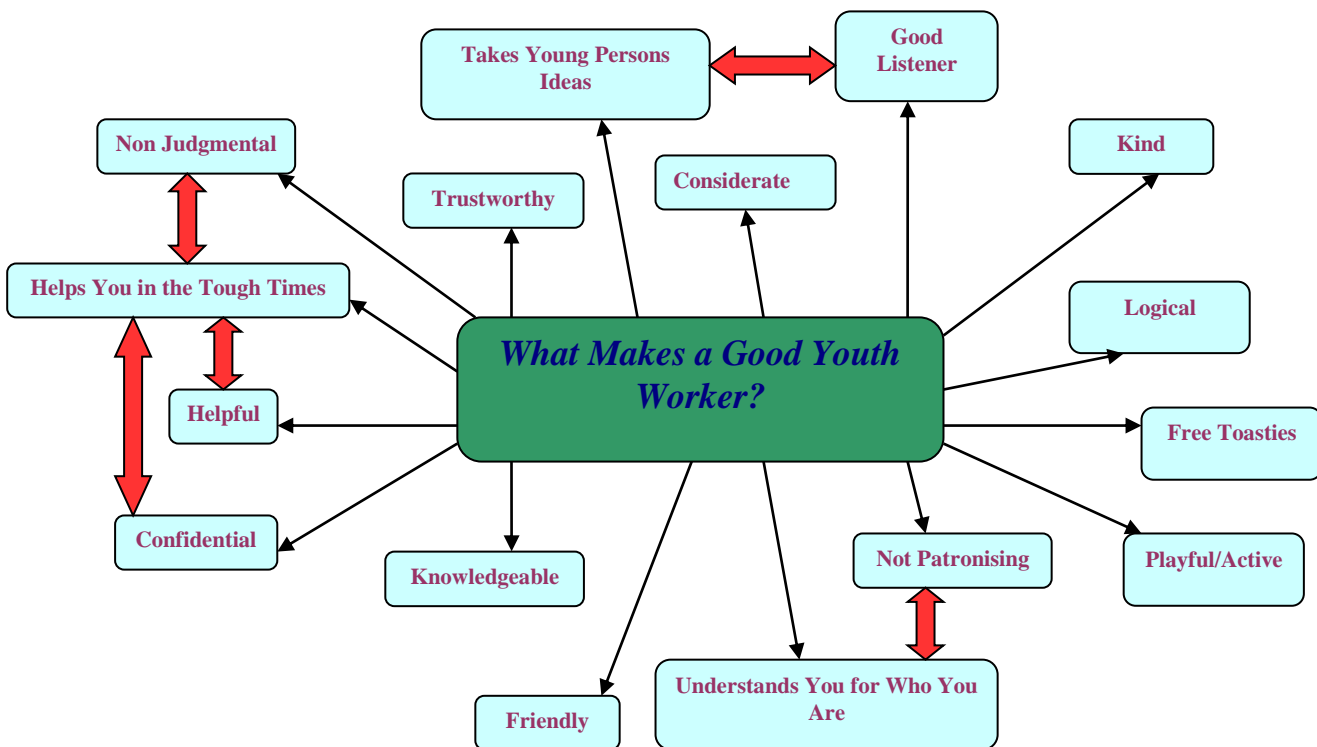 Takes Young Persons
Ideas
Good
Listener
Non Judgmental
Kind
Trustworthy
Considerate
Helps You in the Tough Times
Logical
What Makes a Good Youth
Worker?
Helpful
Free Toasties
Confidential
Knowledgeable
Not Patronising
Playful/Active
Understands You for Who You
Are
Friendly